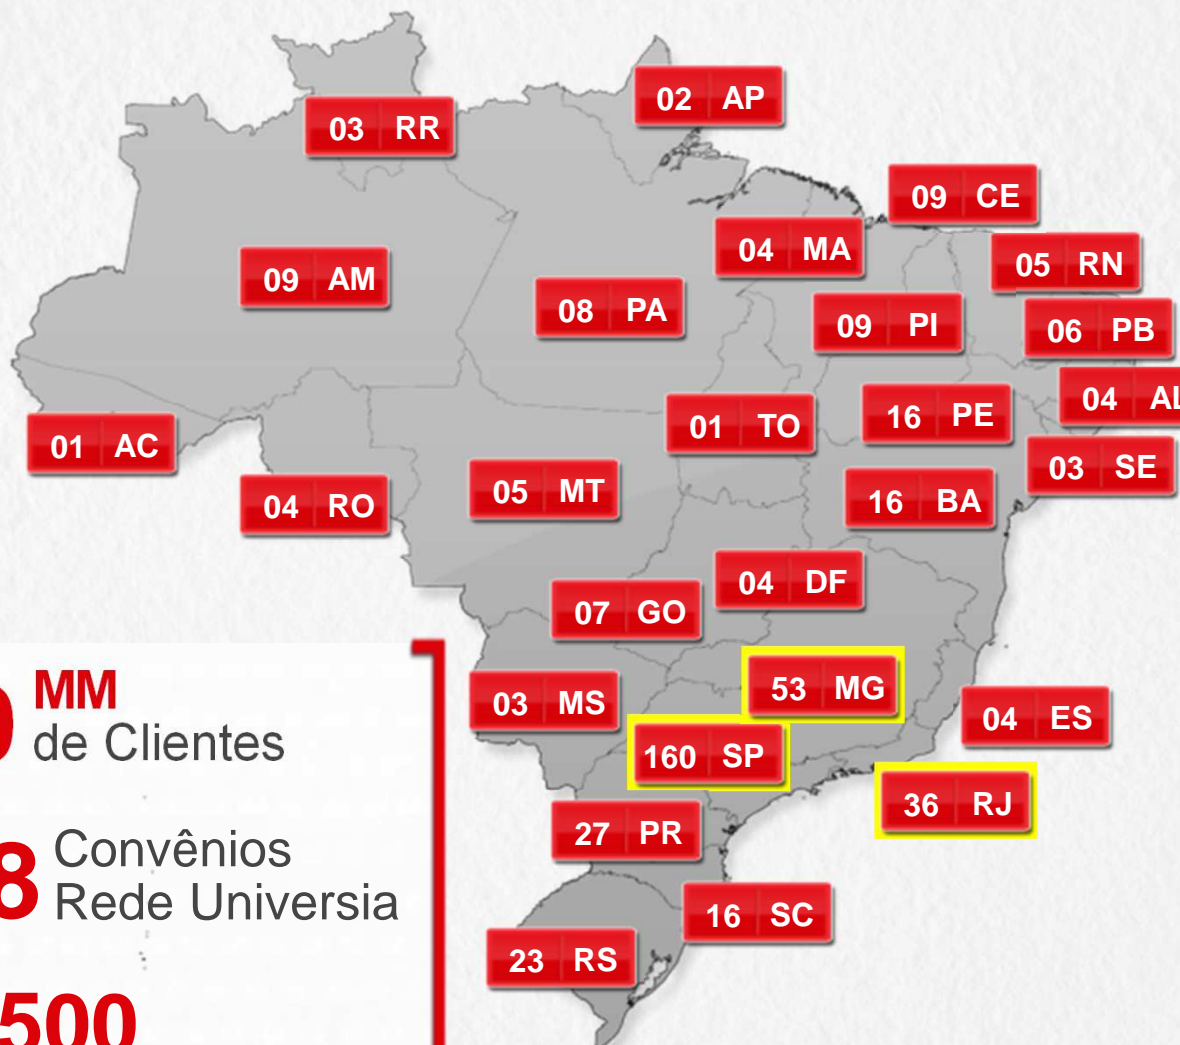 02 AP
03 RR
09 CE
04 MA
05 RN
09 AM
08 PA
09 PI
06 PB
04 AL
01 TO
16 PE
01 AC
03 SE
05 MT
16 BA
04 RO
04 DF
07 GO
53 MG
03 MS
04 ES
160 SP
36 RJ
27 PR
16 SC
23 RS
MM
de Clientes
8 Convênios
Rede Universia
500